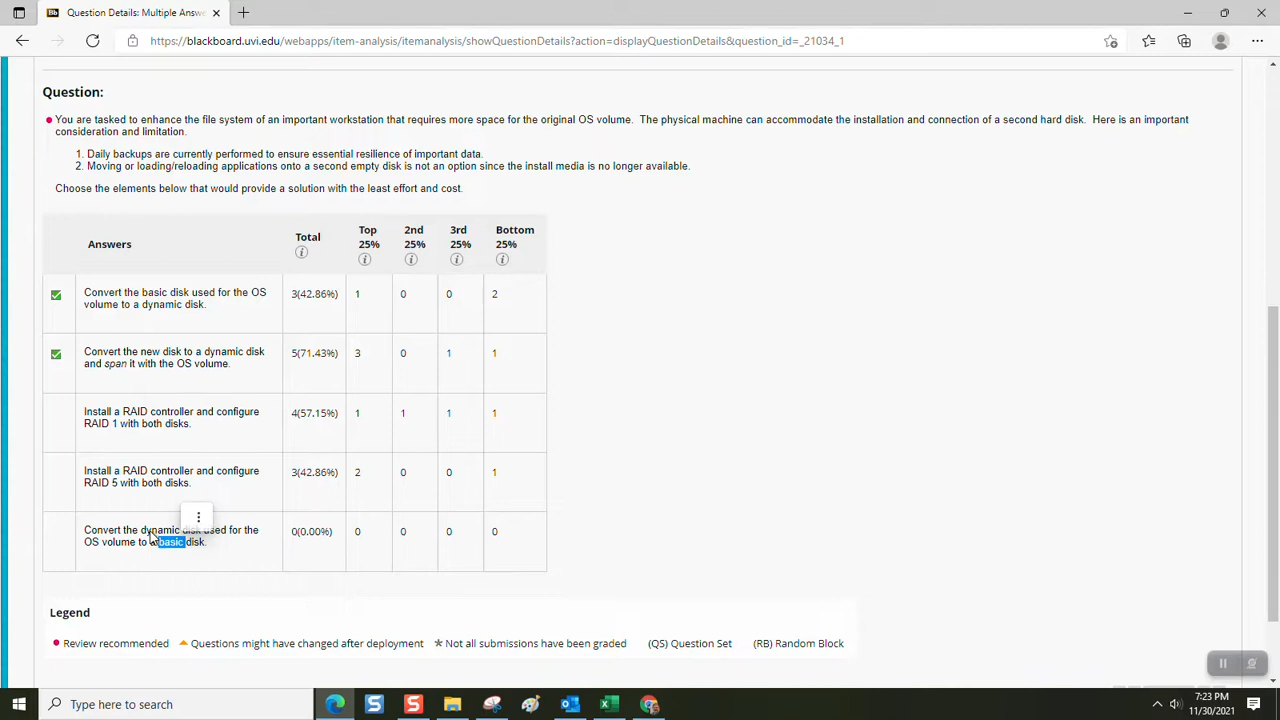 Question Details: Multiple Answ
https://blackboard.uvi.edu/webapps/item-analysis/itemanalysis/showQuestionDetails?action=displayQuestionDetails&question_id=_21034_1
Question:
You are tasked to enhance the file system of an important workstation that requires more space for the original OS volume. The physical machine can accommodate the installation and connection of a second hard disk. Here is an important
consideration and limitation.
1. Daily backups are currently performed to ensure essential resilience of important data.
2. Moving or loading/reloading applications onto a second empty disk is not an option since the install media is no longer available.
Choose the elements below that would provide a solution with the least effort and cost.
Answers Total Top 25% 2nd 25% 3rd 25% Bottom 25%
Convert the basic disk used for the OS
volume to a dynamic disk.
3(42.86%) 1 0 0 2
Convert the new disk to a dynamic disk
and span it with the OS volume.
5(71.43%) 3 0 1 1
Install a RAID controller and configure
RAID 1 with both disks.
4(57.15%) 1 1 1 1
Install a RAID controller and configure
RAID 5 with both disks.
3(42.86%) 2 0 0 1
Convert the dynamic disk used for the
OS volume to a basic disk.
0(0.00%) 0 0 0 0
Legend
Review recommended Questions might have changed after deployment Not all submissions have been graded (QS) Question Set (RB) Random Block
Type here to search
7:23 PM
11/30/2021